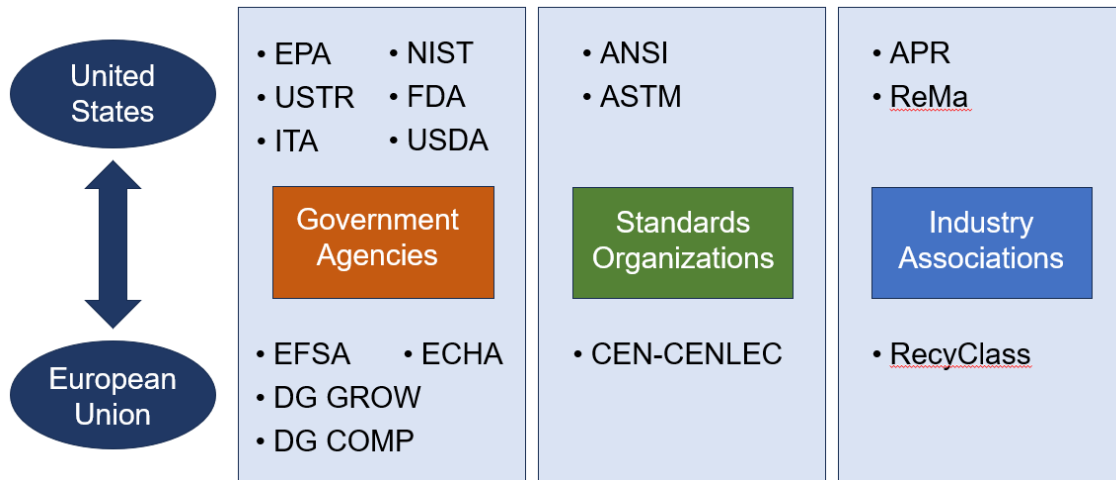 United
States
• EPA
• USTR
• ITA
• NIST
• FDA
• USDA
• ANSI
• ASTM
• APR
• ReMa
Government
Agencies
Standards
Organizations
Industry
Associations
European
Union
• EFSA
• ECHA
• DG GROW
• DG COMP
• CEN-CENLEC
• RecyClass